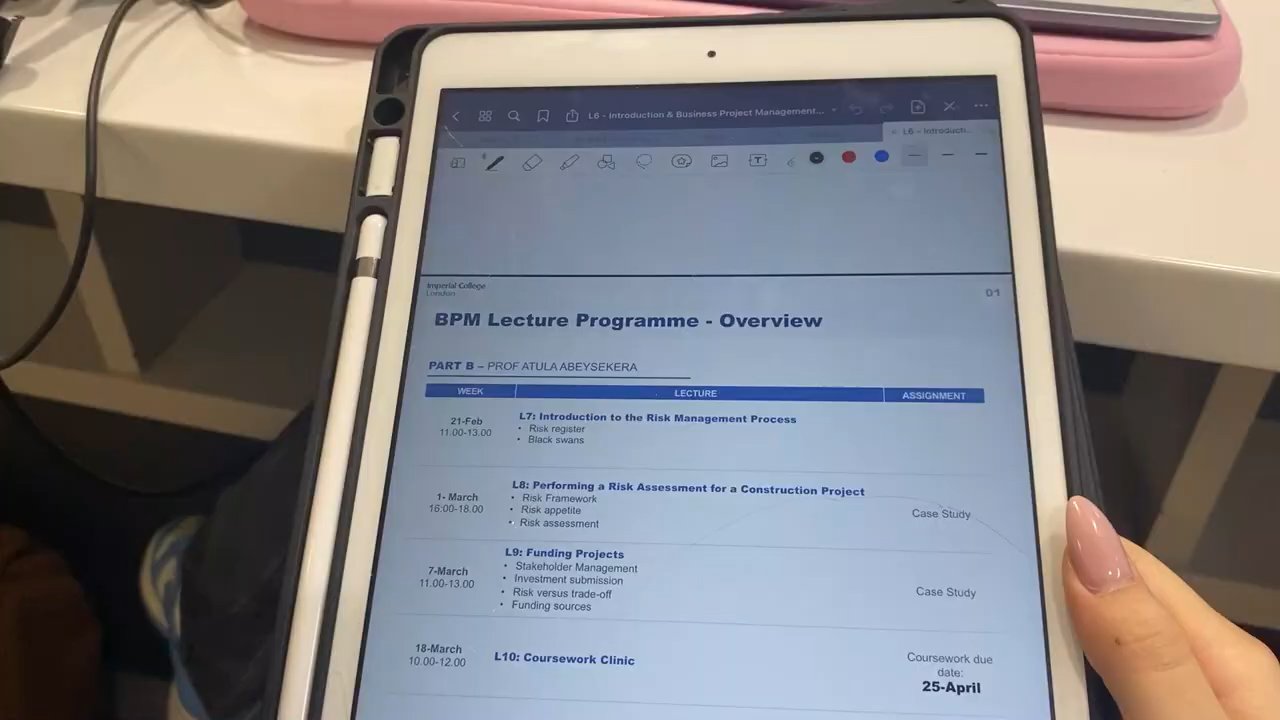 L6 - Introduction & Business Project Management...
L6 - Introducti...
T
Imperial College
London
01
BPM Lecture Programme - Overview
PART B – PROF ATULA ABEYSEKERA
WEEK LECTURE ASSIGNMENT
21-Feb
11.00-13.00
L7: Introduction to the Risk Management Process
• Risk register
• Black swans
1- March
16:00-18.00
L8: Performing a Risk Assessment for a Construction Project
• Risk Framework
• Risk appetite
• Risk assessment
Case Study
7-March
11.00-13.00
L9: Funding Projects
• Stakeholder Management
• Investment submission
• Risk versus trade-off
• Funding sources
Case Study
18-March
10.00-12.00
L10: Coursework Clinic
Coursework due
date:
25-April